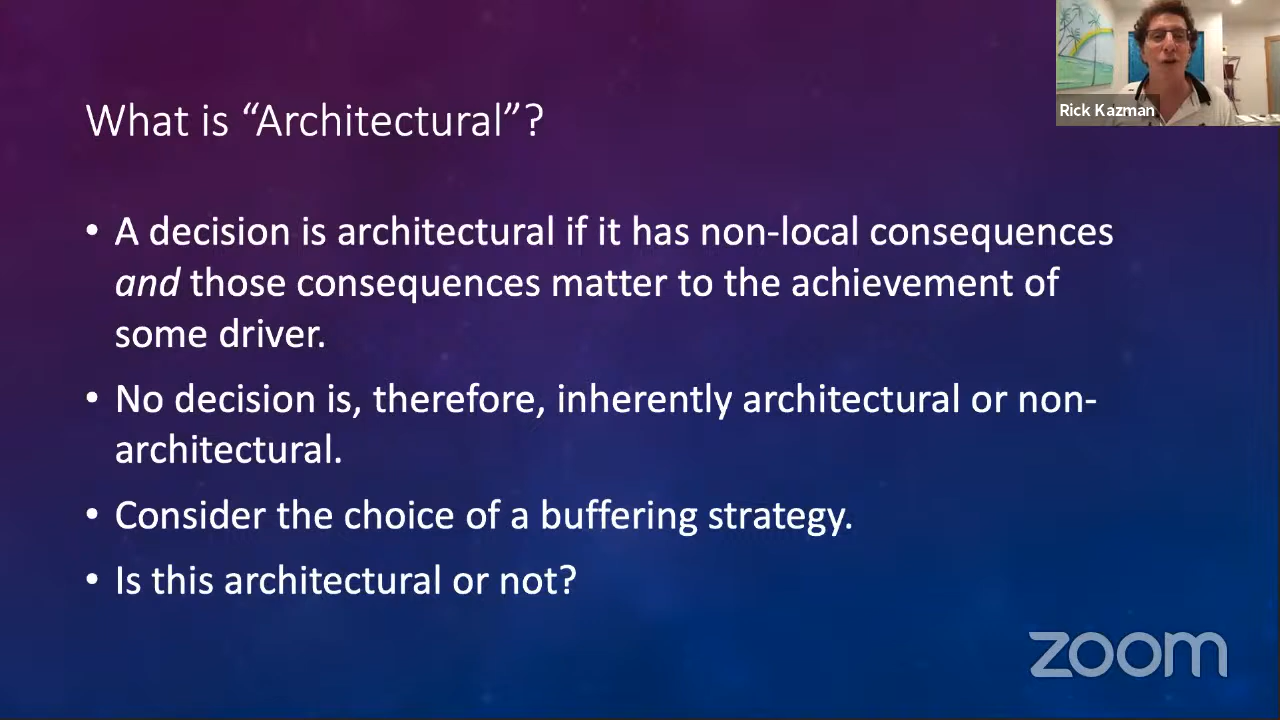 What is “Architectural”?
Rick Kazman
• A decision is architectural if it has non-local consequences
and those consequences matter to the achievement of
some driver.
• No decision is, therefore, inherently architectural or non-
architectural.
• Consider the choice of a buffering strategy.
• Is this architectural or not?
zoom